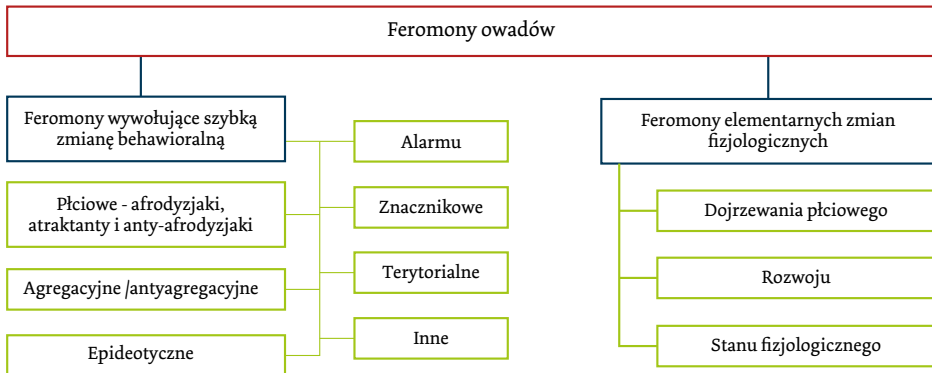 Feromony owadów
Feromony wywołujące szybką
zmianę behawioralną
Płciowe - afrodyzjaki,
atraktanty i anty-afrodyzjaki
Agregacyjne /antyagregacyjne
Epideotyczne
Alarmu
Znacznikowe
Terytorialne
Inne
Feromony elementarnych zmian
fizjologicznych
Dojrzewania płciowego
Rozwoju
Stanu fizjologicznego